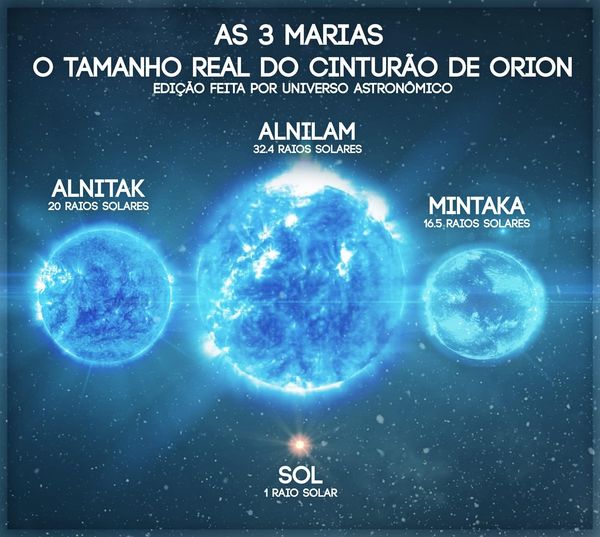 AS 3 MARIAS
O TAMANHO REAL DO CINTURÃO DE ORION
EDIÇÃO FEITA POR UNIVERSO ASTRONÔMICO
ALNILAM
32.4 RAIOS SOLARES
ALNITAK
20 RAIOS SOLARES
MINTAKA
16.5 RAIOS SOLARES
SOL
1 RAIO SOLAR